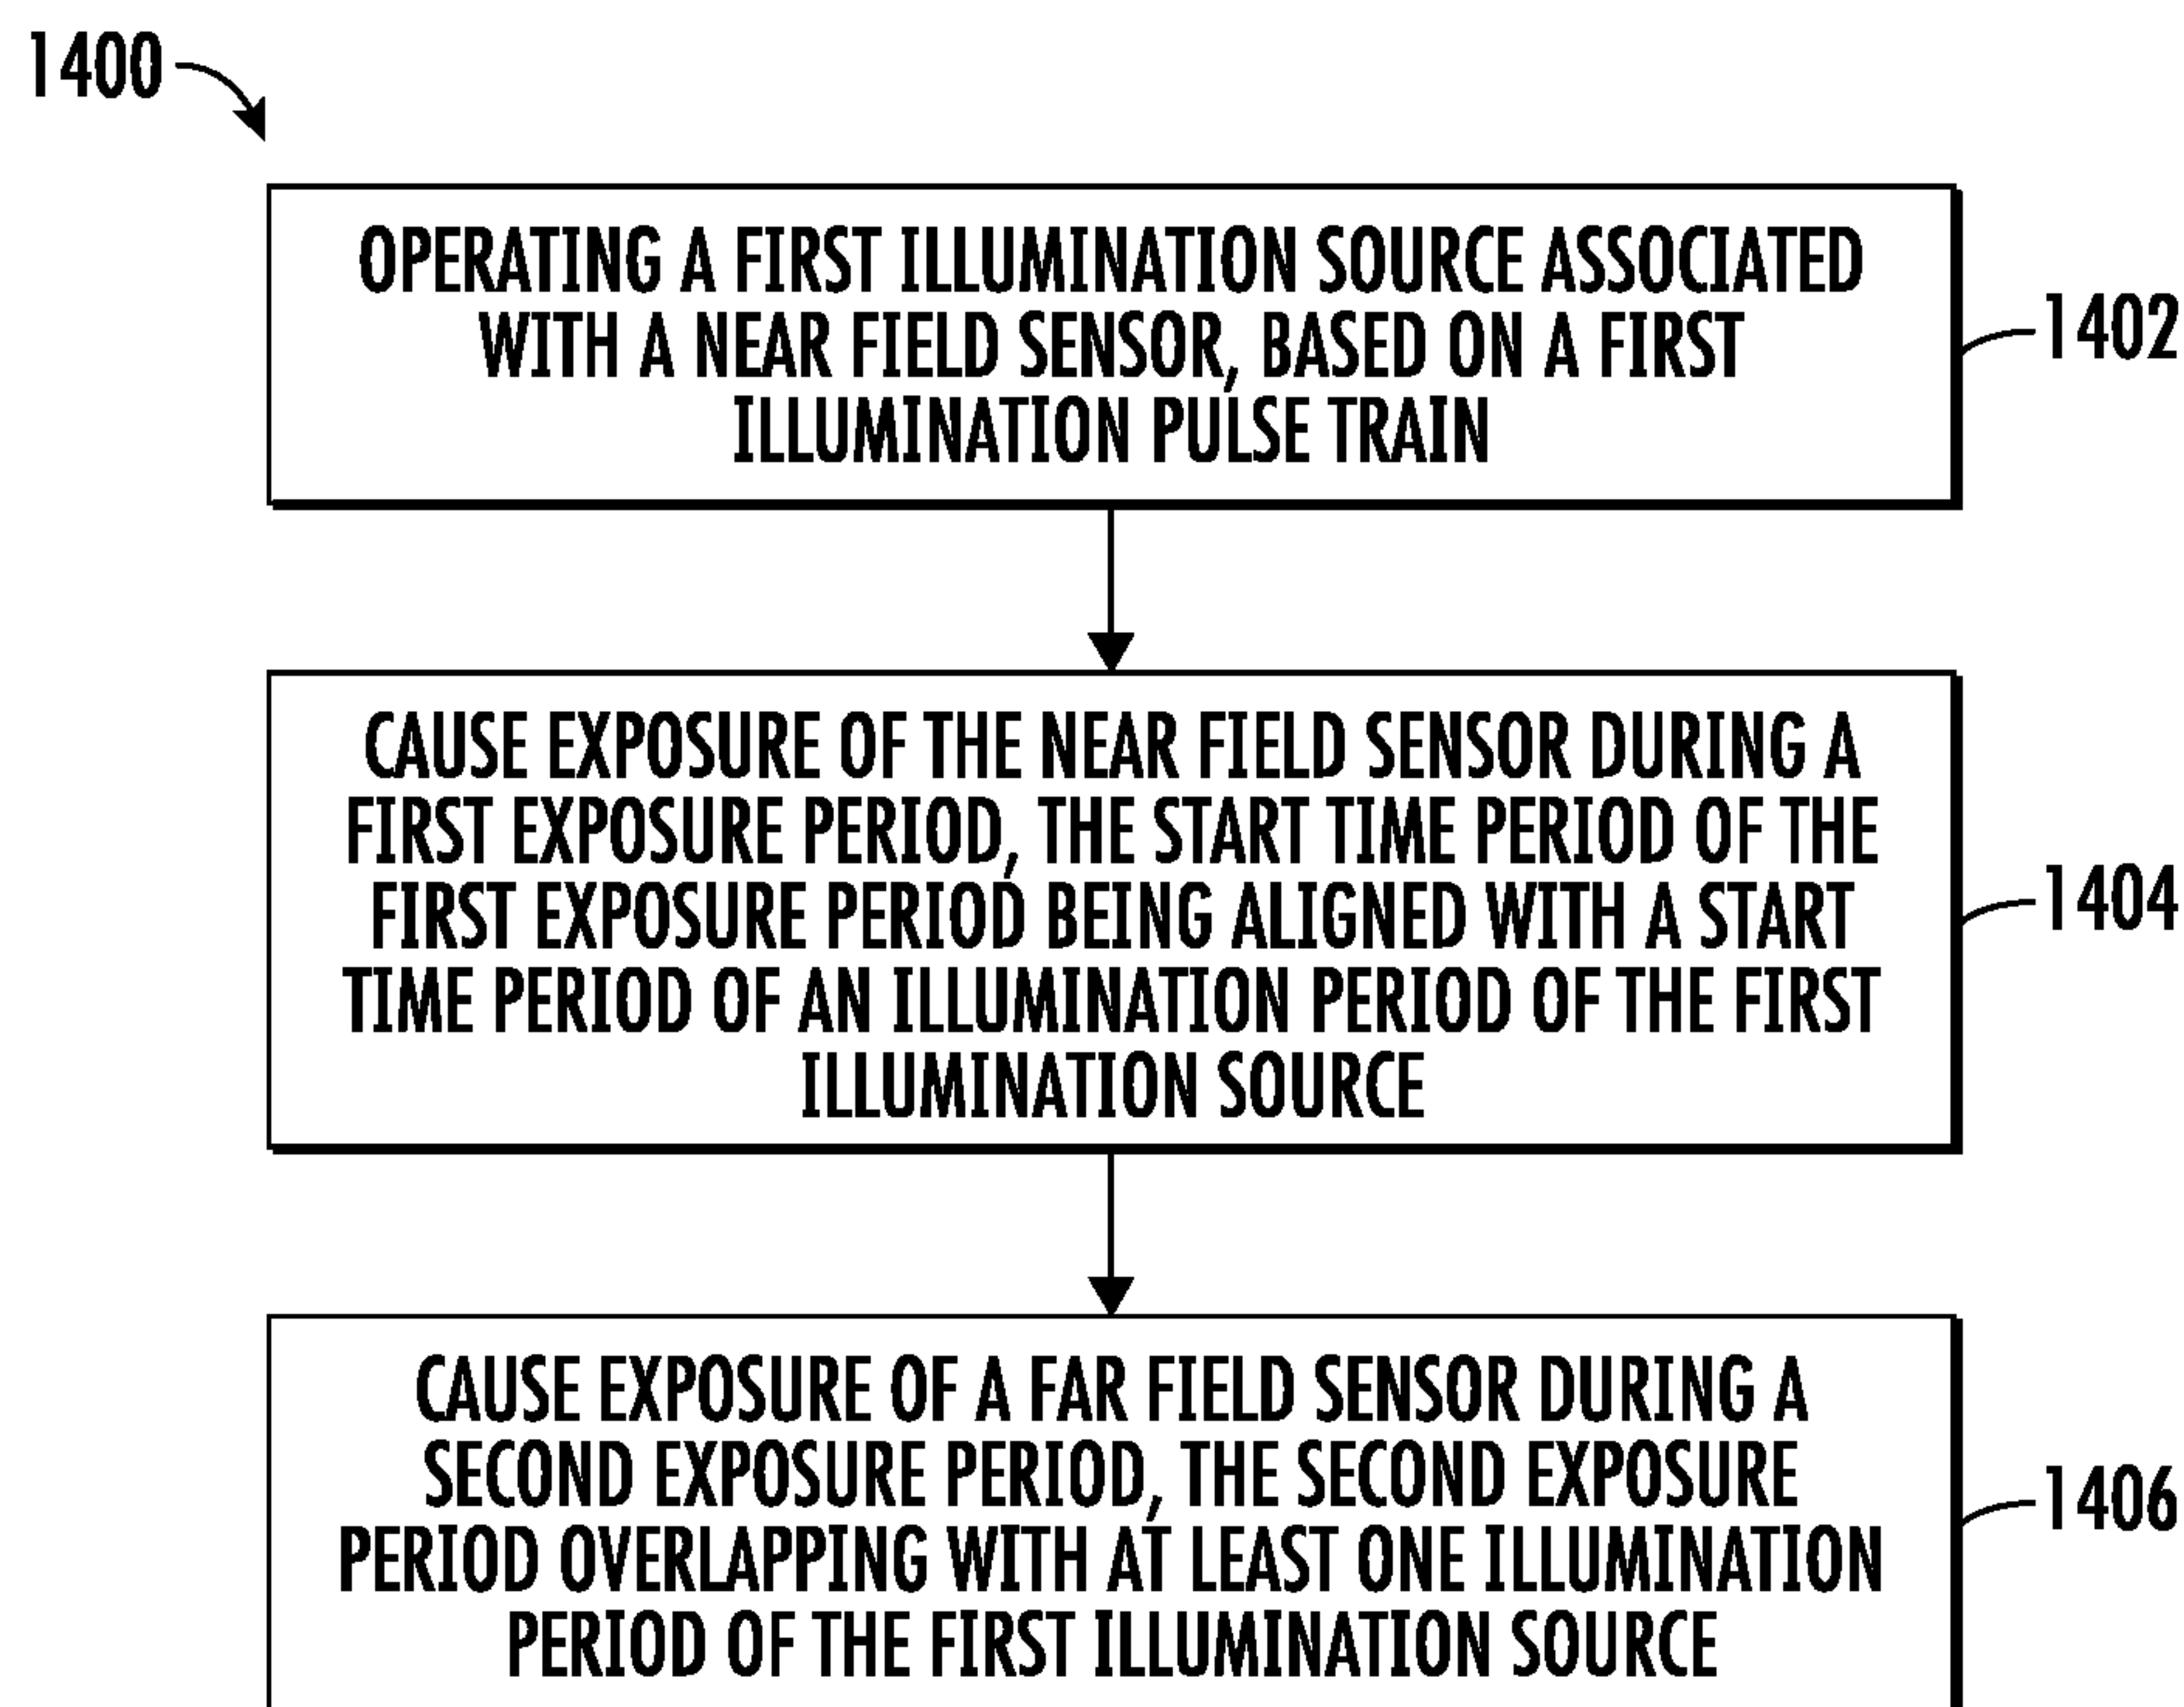 1400
OPERATING A FIRST ILLUMINATION SOURCE ASSOCIATED
WITH A NEAR FIELD SENSOR, BASED ON A FIRST
ILLUMINATION PULSE TRAIN
1402
CAUSE EXPOSURE OF THE NEAR FIELD SENSOR DURING A
FIRST EXPOSURE PERIOD, THE START TIME PERIOD OF THE
FIRST EXPOSURE PERIOD BEING ALIGNED WITH A START
TIME PERIOD OF AN ILLUMINATION PERIOD OF THE FIRST
ILLUMINATION SOURCE
1404
CAUSE EXPOSURE OF A FAR FIELD SENSOR DURING A
SECOND EXPOSURE PERIOD, THE SECOND EXPOSURE
PERIOD OVERLAPPING WITH AT LEAST ONE ILLUMINATION
PERIOD OF THE FIRST ILLUMINATION SOURCE
1406